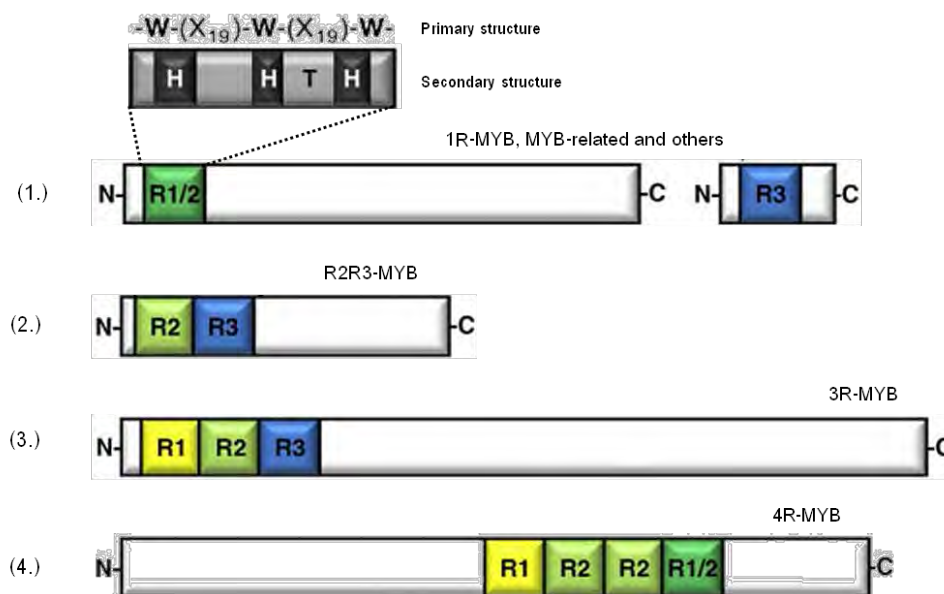 -W-(X19)-W-(X19)-W- Primary structure
H H T H Secondary structure
1R-MYB, MYB-related and others
(1.) N- R1/2 -C N- R3 -C
R2R3-MYB
(2.) N- R2 R3 -C
3R-MYB
(3.) N- R1 R2 R3 -C
4R-MYB
(4.) N- R1 R2 R2 R1/2 -C